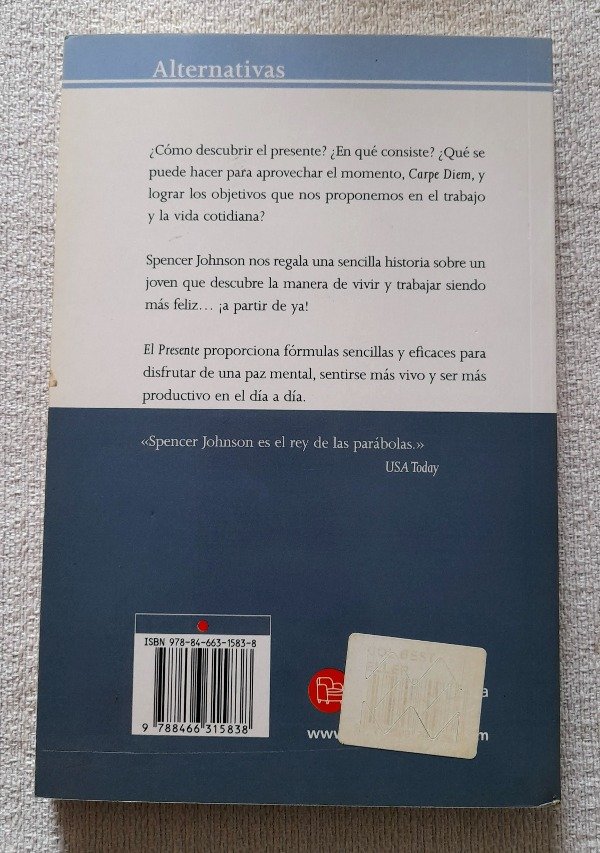 Alternativas
¿Cómo descubrir el presente? ¿En qué consiste? ¿Qué se
puede hacer para aprovechar el momento, Carpe Diem, y
lograr los objetivos que nos proponemos en el trabajo
y la vida cotidiana?
Spencer Johnson nos regala una sencilla historia sobre un
joven que descubre la manera de vivir y trabajar siendo
más feliz… ¡a partir de ya!
El Presente proporciona fórmulas sencillas y eficaces para
disfrutar de una paz mental, sentirse más vivo y ser más
productivo en el día a día.
«Spencer Johnson es el rey de las parábolas.»
USA Today
ISBN 978-84-663-1583-8
9 788466 315838
www.